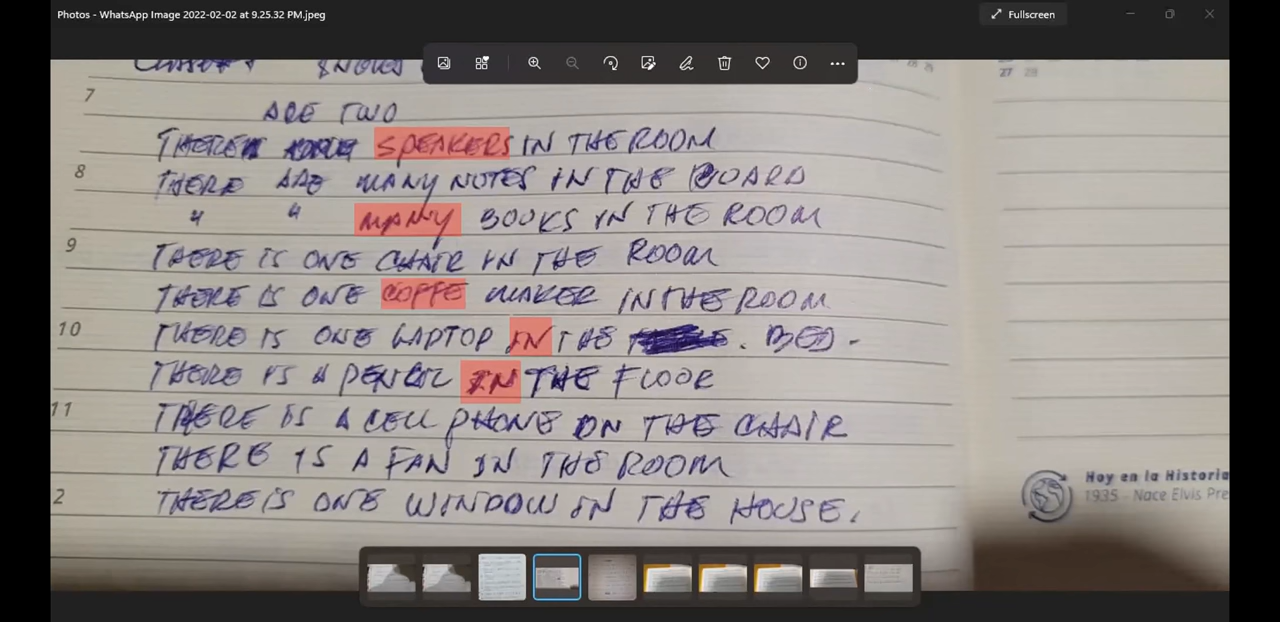 Photos - WhatsApp Image 2022-02-02 at 9.25.32 PM.jpeg
Fullscreen
27 28
7
ARE TWO
THERE SPEAKERS IN THE ROOM
8
THERE ARE MANY NOTES IN THE BOARD
" " MANY BOOKS IN THE ROOM
9
THERE IS ONE CHAIR IN THE ROOM
THERE IS ONE COFFE MAKER IN THE ROOM
10
THERE IS ONE LAPTOP IN THE . BED -
THERE IS A PENCIL IN THE FLOOR
11
THERE IS A CELL PHONE ON THE CHAIR
THERE IS A FAN IN THE ROOM
2
THERE IS ONE WINDOW IN THE HOUSE.
Hoy en la Historia
1935 - Nace Elvis Pre